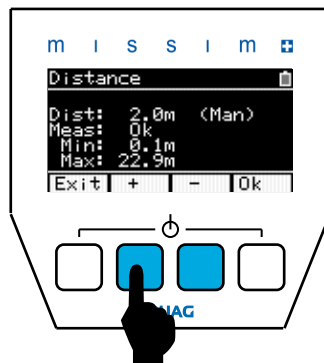 missim
Distance
Dist: 2.0m (Man)
Meas: Ok
Min: 0.1m
Max: 22.9m
Exit + - Ok